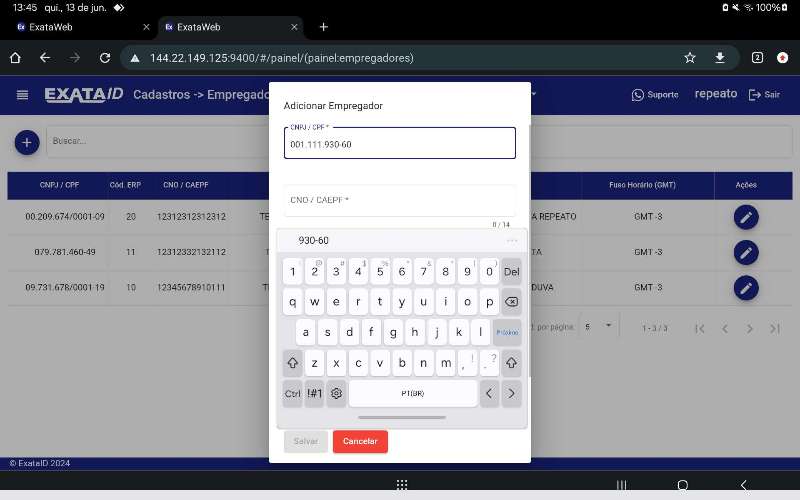 13:45 qui., 13 de jun.
100%
ExataWeb
ExataWeb
144.22.149.125:9400/#/painel/(painel:empregadores)
2
EXATAID Cadastros -> Empregado
Suporte
repeato
Sair
Buscar...
CNPJ / CPF Cód. ERP CNO / CAEPF Fuso Horário (GMT) Ações
00.209.674/0001-09 20 12312312312312 TE A REPEATO GMT -3
079.781.460-49 11 12312332132112 TA GMT -3
09.731.678/0001-19 10 12345678910111 TE DUVA GMT -3
por página: 5 1 - 3 / 3
Adicionar Empregador
CNPJ / CPF *
001.111.930-60
CNO / CAEPF *
0 / 14
930-60
1 2 3 4 5 6 7 8 9 0 Del
q w e r t y u i o p
a s d f g h j k l Próximo
z x c v b n m , ! . ?
Ctrl !#1 PT(BR)
Salvar Cancelar
© ExataID 2024